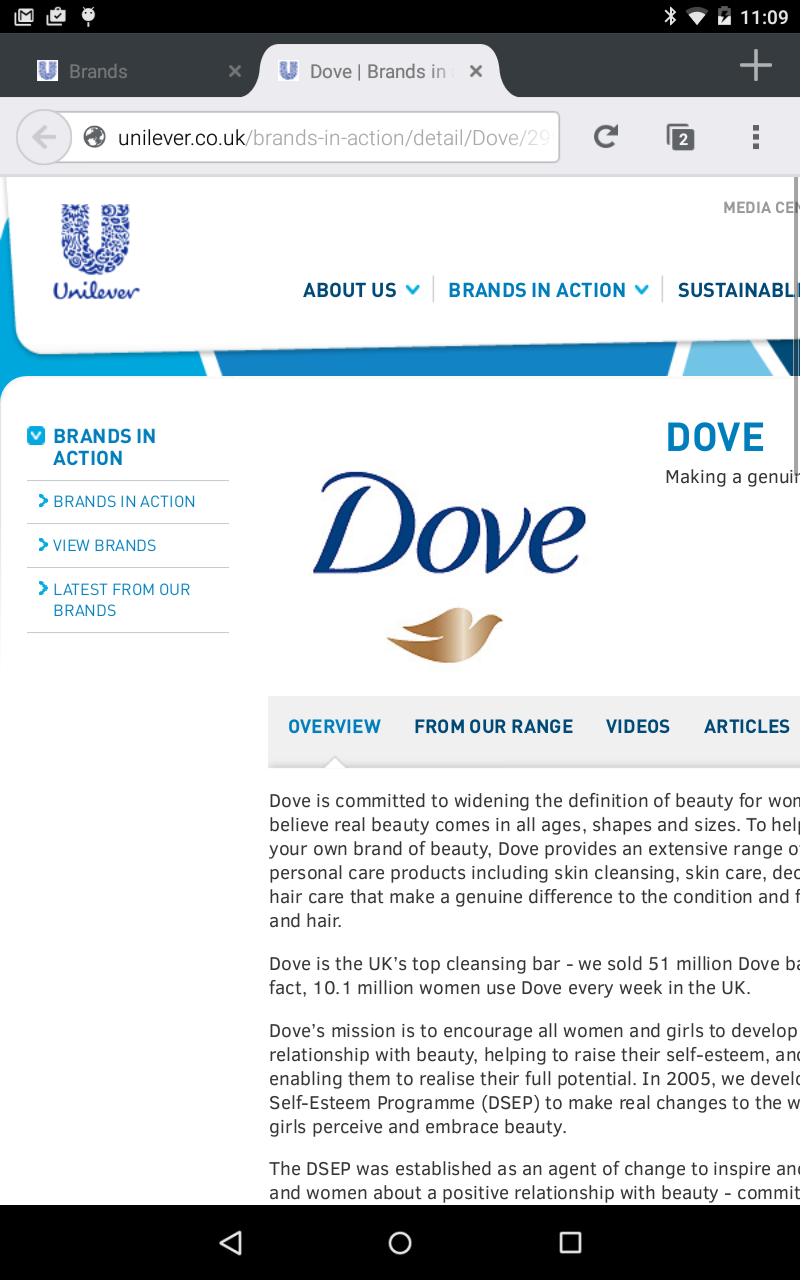 11:09
Brands
Dove | Brands in
unilever.co.uk/brands-in-action/detail/Dove/29
2
MEDIA CEN
Unilever
ABOUT US
BRANDS IN ACTION
SUSTAINABL
BRANDS IN
ACTION
BRANDS IN ACTION
VIEW BRANDS
LATEST FROM OUR
BRANDS
DOVE
Making a genuin
Dove
OVERVIEW
FROM OUR RANGE
VIDEOS
ARTICLES
Dove is committed to widening the definition of beauty for wom
believe real beauty comes in all ages, shapes and sizes. To help
your own brand of beauty, Dove provides an extensive range o
personal care products including skin cleansing, skin care, deo
hair care that make a genuine difference to the condition and f
and hair.
Dove is the UK’s top cleansing bar - we sold 51 million Dove ba
fact, 10.1 million women use Dove every week in the UK.
Dove’s mission is to encourage all women and girls to develop
relationship with beauty, helping to raise their self-esteem, and
enabling them to realise their full potential. In 2005, we develo
Self-Esteem Programme (DSEP) to make real changes to the w
girls perceive and embrace beauty.
The DSEP was established as an agent of change to inspire and
and women about a positive relationship with beauty - commit